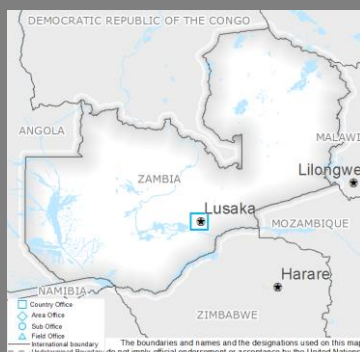 DEMOCRATIC REPUBLIC OF THE CONGO
ANGOLA
MALAWI
ZAMBIA
Lilongwe
Lusaka
MOZAMBIQUE
Harare
NAMIBIA
ZIMBABWE
Country Office
Area Office
Sub Office
Field Office
International boundary
The boundaries and names and the designations used on this map
Undetermined Boundary do not imply official endorsement or acceptance by the United Nations